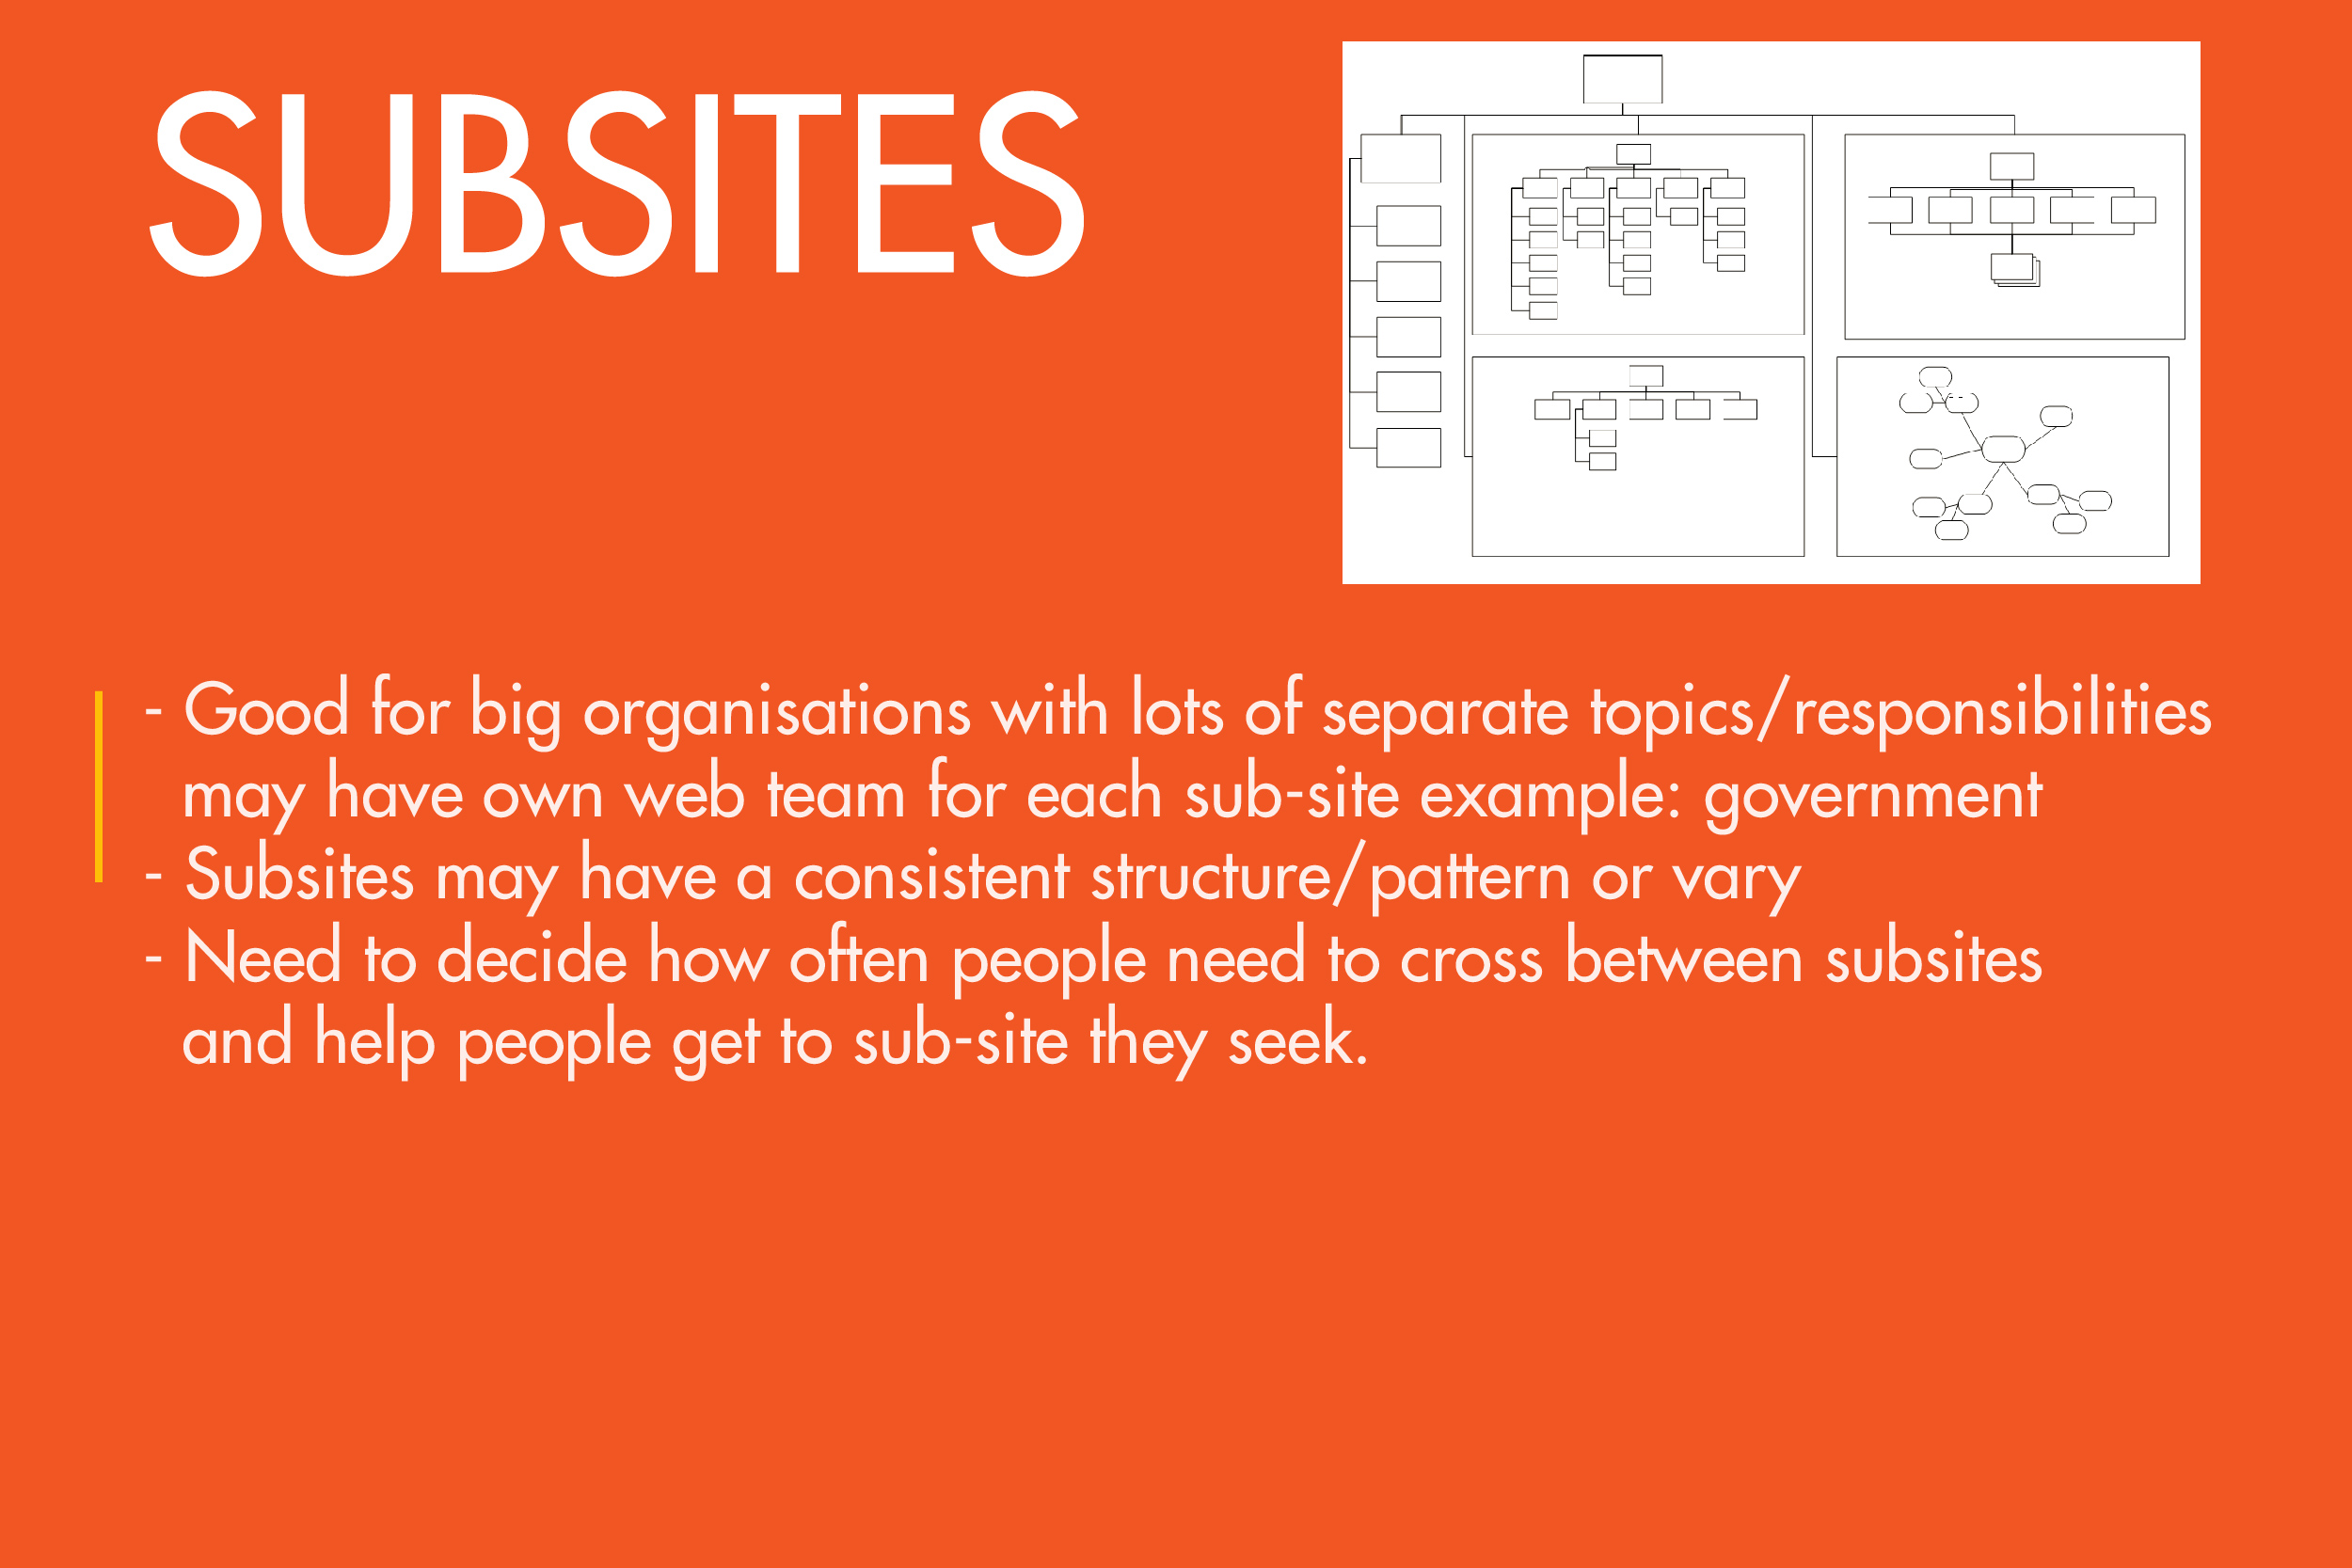 SUBSITES
- Good for big organisations with lots of separate topics/responsibilities
may have own web team for each sub-site example: government
- Subsites may have a consistent structure/pattern or vary
- Need to decide how often people need to cross between subsites
and help people get to sub-site they seek.